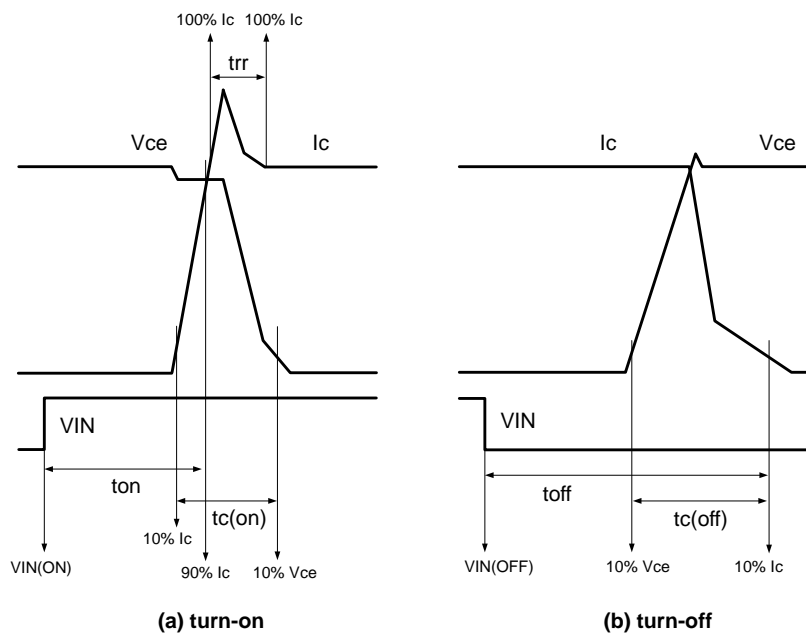 100% Ic 100% Ic
trr
Vce Ic
VIN
ton
tc(on)
10% Ic
VIN(ON)
90% Ic 10% Vce
(a) turn-on
Ic Vce
VIN
toff
tc(off)
VIN(OFF) 10% Vce 10% Ic
(b) turn-off